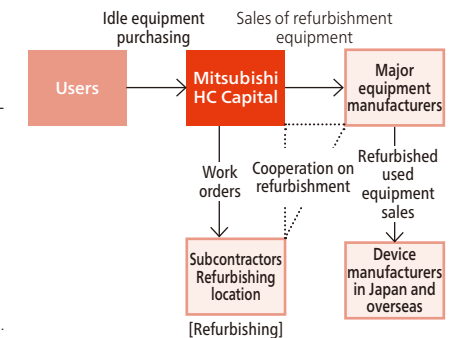 Idle equipment
purchasing
Sales of refurbishment
equipment
Users
Mitsubishi
HC Capital
Major
equipment
manufacturers
Work
orders
Cooperation on
refurbishment
Refurbished
used
equipment
sales
Subcontractors
Refurbishing
location
Device
manufacturers
in Japan and
overseas
[Refurbishing]